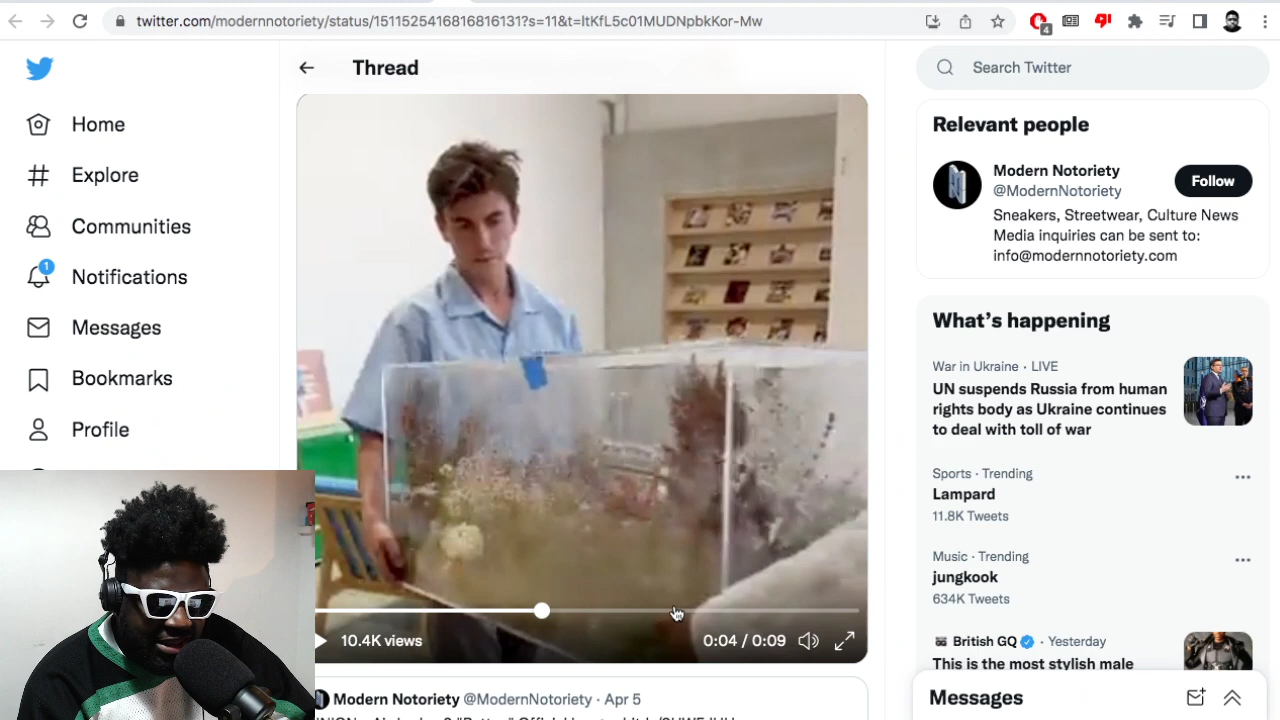 twitter.com/modernnotoriety/status/1511525416816816131?s=11&t=ltKfL5c01MUDNpbkKor-Mw
4
Thread
Search Twitter
Home
Explore
Communities
1
Notifications
Messages
Bookmarks
Profile
10.4K views
0:04 / 0:09
Modern Notoriety @ModernNotoriety · Apr 5
Relevant people
Modern Notoriety
@ModernNotoriety
Follow
Sneakers, Streetwear, Culture News
Media inquiries can be sent to:
info@modernnotoriety.com
What's happening
War in Ukraine · LIVE
UN suspends Russia from human
rights body as Ukraine continues
to deal with toll of war
Sports · Trending
Lampard
11.8K Tweets
Music · Trending
jungkook
634K Tweets
British GQ · Yesterday
This is the most stylish male
Messages